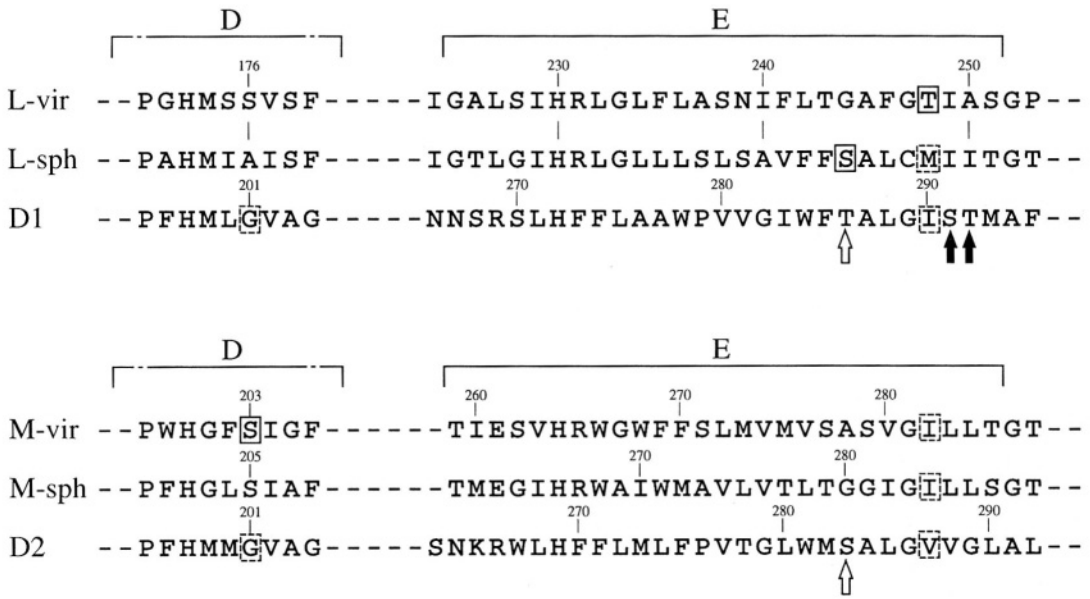 D E
176 230 240 250
L-vir --PGHMSSVSF-----IGALSIHRLGLFLASNIFLTGAFGTIASGP--
L-sph --PAHMIAISF-----IGTLGIHRLGLLLSLSAVFFSALCMIITGT--
201 270 280 290
D1 --PFHMLGVAG-----NNSRSLHFFLAAWPVVGIWFTALGISTMAF--
D E
203 260 270 280
M-vir --PWHGFSIGF------TIESVHRWGWFFSLMVMVSASVGILLTGT--
205 270 280
M-sph --PFHGLSIAF------TMEGIHRWAIWMAVLVTLTGGIGILLSGT--
201 270 280 290
D2 --PFHMMGVAG-----SNKRWLHFFLMLFPVTGLWMSALGVVGLAL--